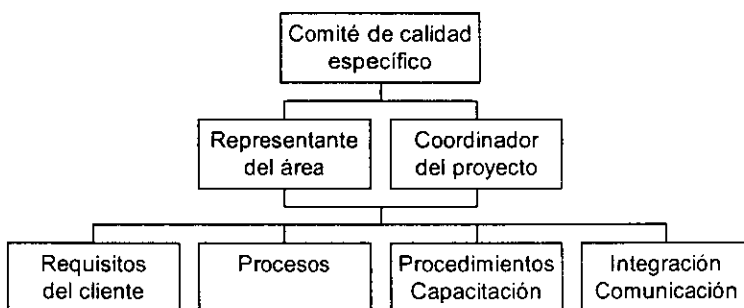 Comité de calidad
específico
Representante
del área
Coordinador
del proyecto
Requisitos
del cliente
Procesos
Procedimientos
Capacitación
Integración
Comunicación